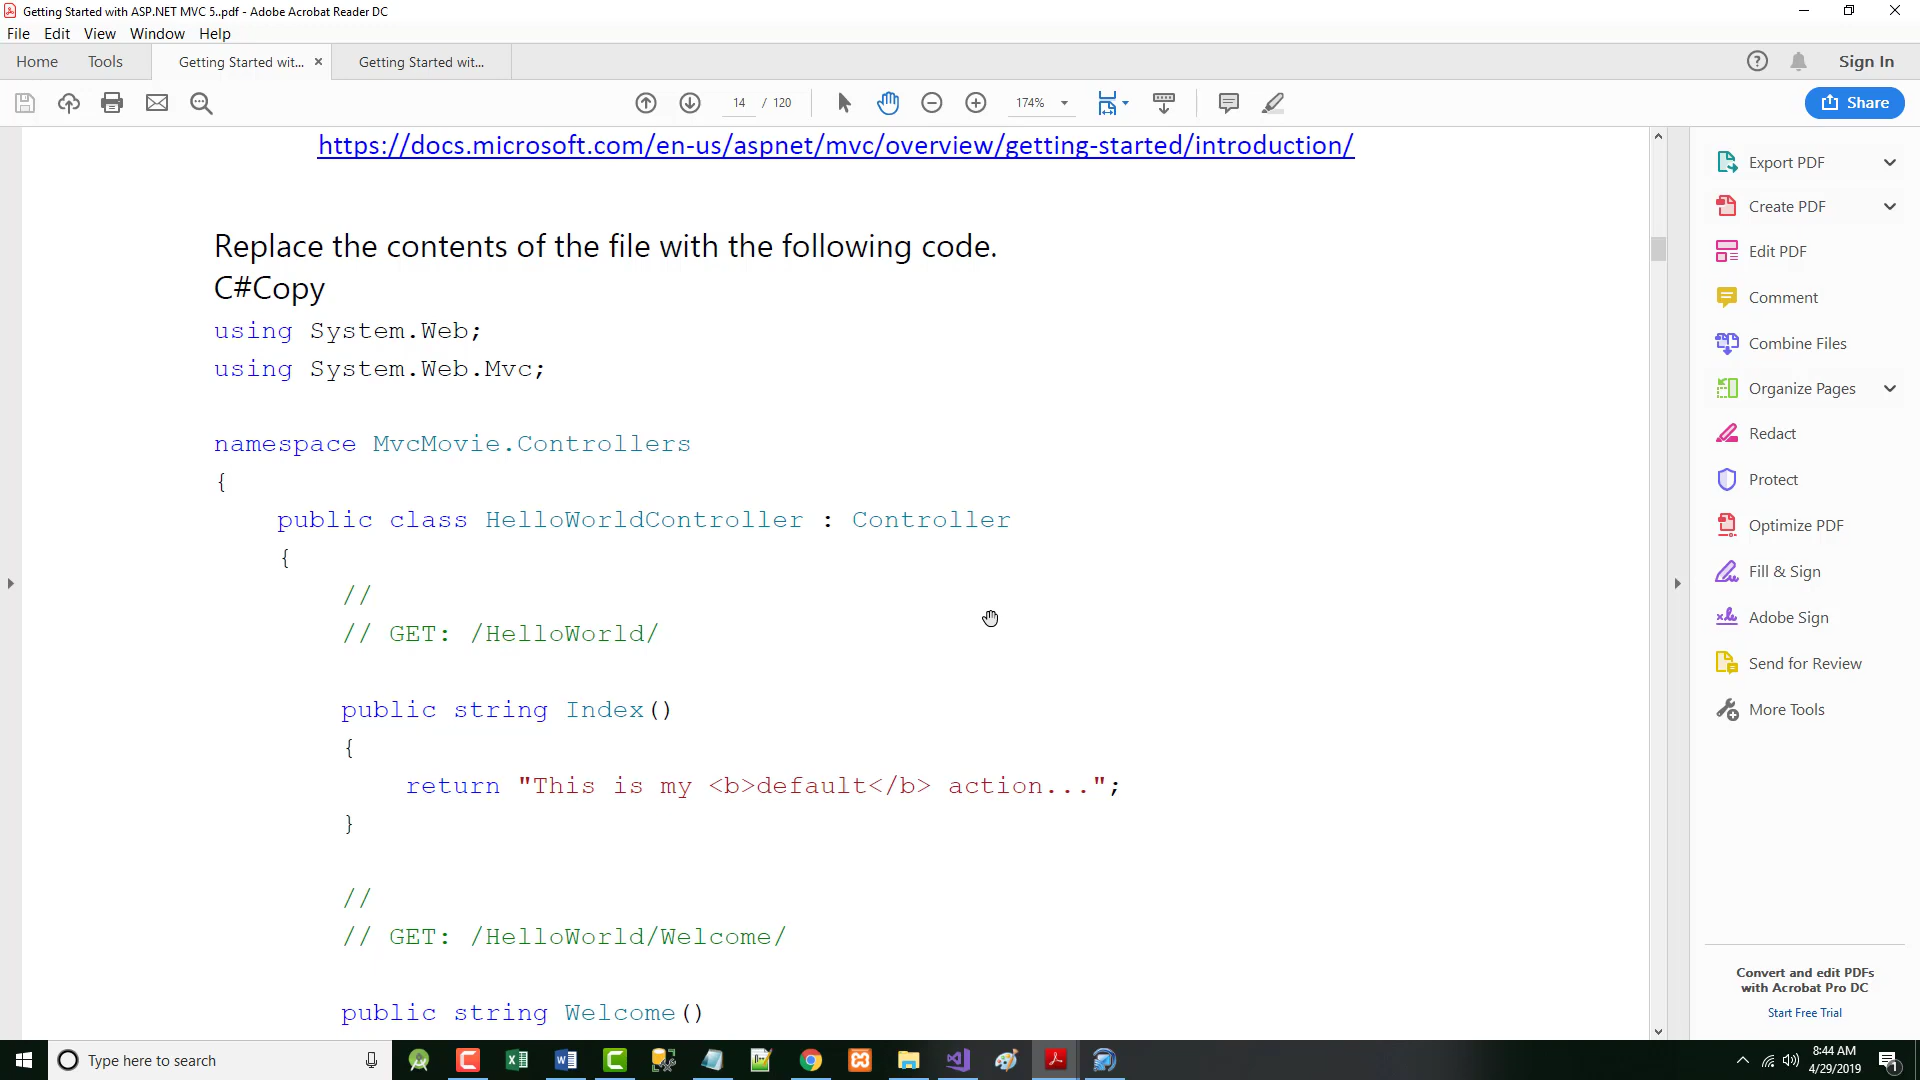 Getting Started with ASP.NET MVC 5..pdf - Adobe Acrobat Reader DC
File Edit View Window Help
Home Tools Getting Started wit... × Getting Started wit... Sign In
14 / 120 174% Share
https://docs.microsoft.com/en-us/aspnet/mvc/overview/getting-started/introduction/
Replace the contents of the file with the following code.
C#Copy
using System.Web;
using System.Web.Mvc;
namespace MvcMovie.Controllers
{
public class HelloWorldController : Controller
{
//
// GET: /HelloWorld/
public string Index()
{
return "This is my <b>default</b> action...";
}
//
// GET: /HelloWorld/Welcome/
public string Welcome()
Export PDF
Create PDF
Edit PDF
Comment
Combine Files
Organize Pages
Redact
Protect
Optimize PDF
Fill & Sign
Adobe Sign
Send for Review
More Tools
Convert and edit PDFs
with Acrobat Pro DC
Start Free Trial
Type here to search
8:44 AM
4/29/2019
1